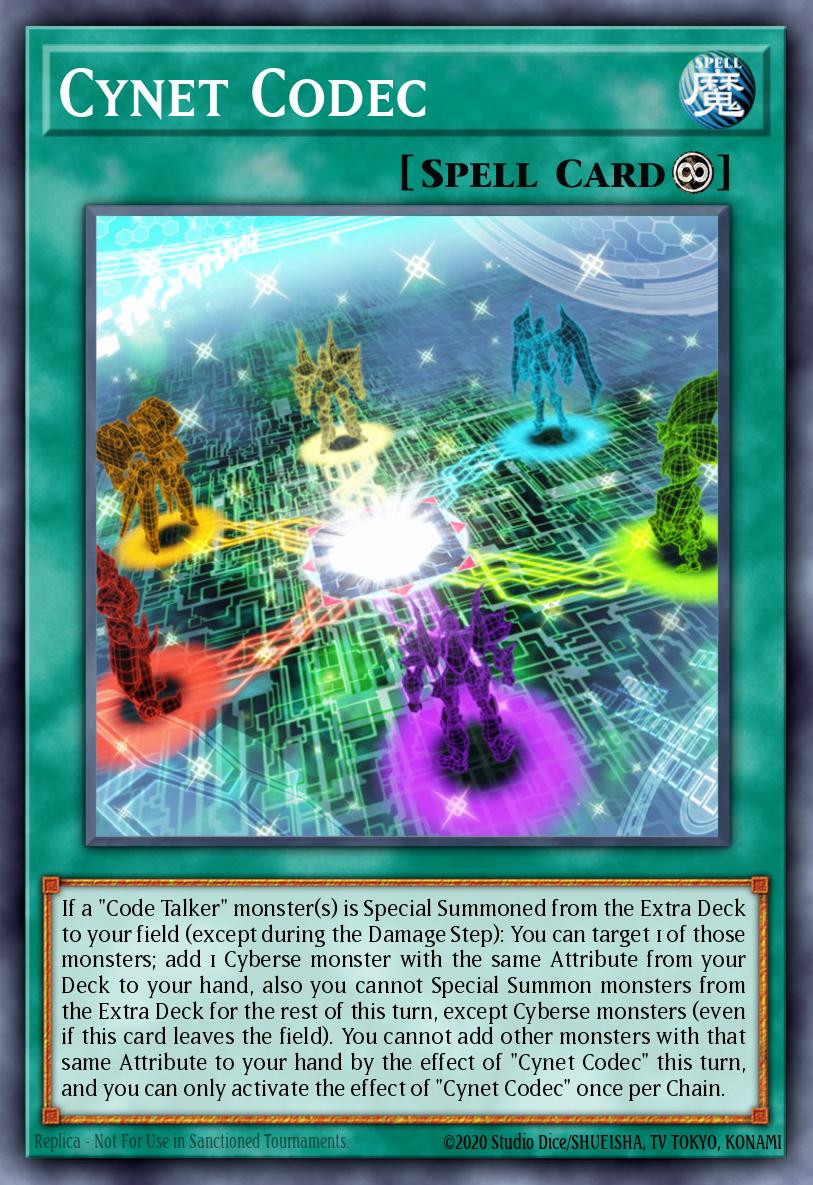 CYNET CODEC
SPELL
魔
[SPELL CARD]
If a "Code Talker" monster(s) is Special Summoned from the Extra Deck
to your field (except during the Damage Step): You can target 1 of those
monsters; add 1 Cyberse monster with the same Attribute from your
Deck to your hand, also you cannot Special Summon monsters from
the Extra Deck for the rest of this turn, except Cyberse monsters (even
if this card leaves the field). You cannot add other monsters with that
same Attribute to your hand by the effect of "Cynet Codec" this turn,
and you can only activate the effect of "Cynet Codec" once per Chain.
Replica - Not For Use in Sanctioned Tournaments.
©2020 Studio Dice/SHUEISHA, TV TOKYO, KONAMI